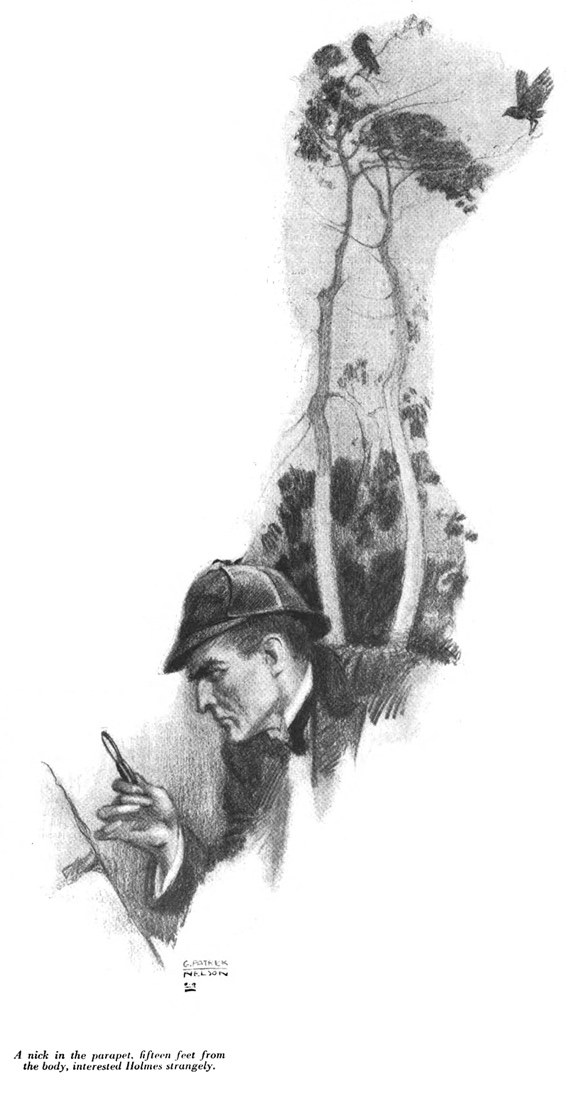 G. PATRICK
NELSON
A nick in the parapet, fifteen feet from
the body, interested Holmes strangely.